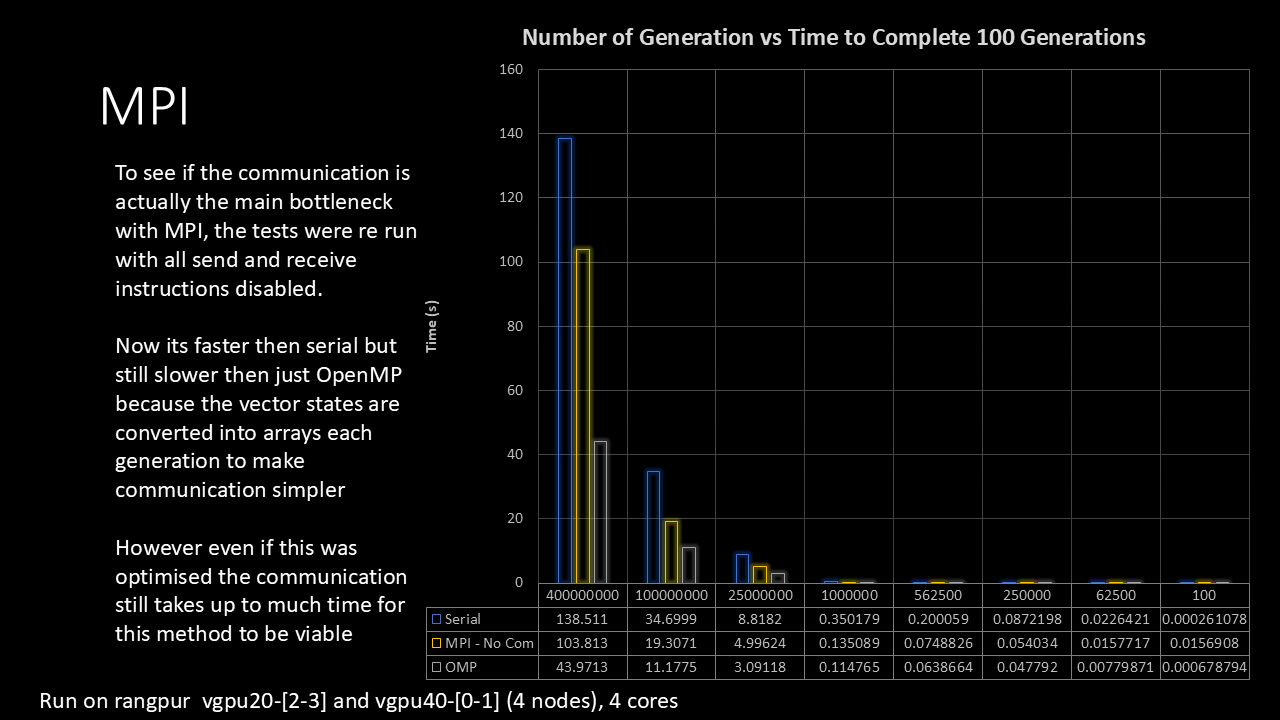 MPI
To see if the communication is
actually the main bottleneck
with MPI, the tests were re run
with all send and receive
instructions disabled.
Now its faster then serial but
still slower then just OpenMP
because the vector states are
converted into arrays each
generation to make
communication simpler
However even if this was
optimised the communication
still takes up to much time for
this method to be viable
Number of Generation vs Time to Complete 100 Generations
Time (s)
160
140
120
100
80
60
40
20
0
400000000 100000000 25000000 1000000 562500 250000 62500 100
Serial 138.511 34.6999 8.8182 0.350179 0.200059 0.0872198 0.0226421 0.000261078
MPI - No Com 103.813 19.3071 4.99624 0.135089 0.0748826 0.054034 0.0157717 0.0156908
OMP 43.9713 11.1775 3.09118 0.114765 0.0638664 0.047792 0.00779871 0.000678794
Run on rangpur vgpu20-[2-3] and vgpu40-[0-1] (4 nodes), 4 cores